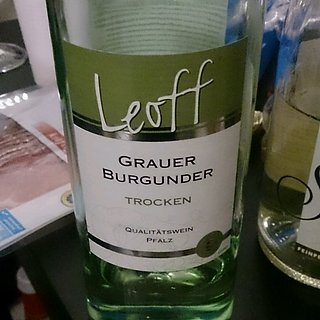 Leoff
GRAUER
BURGUNDER
TROCKEN
QUALITÄTSWEIN
PFALZ